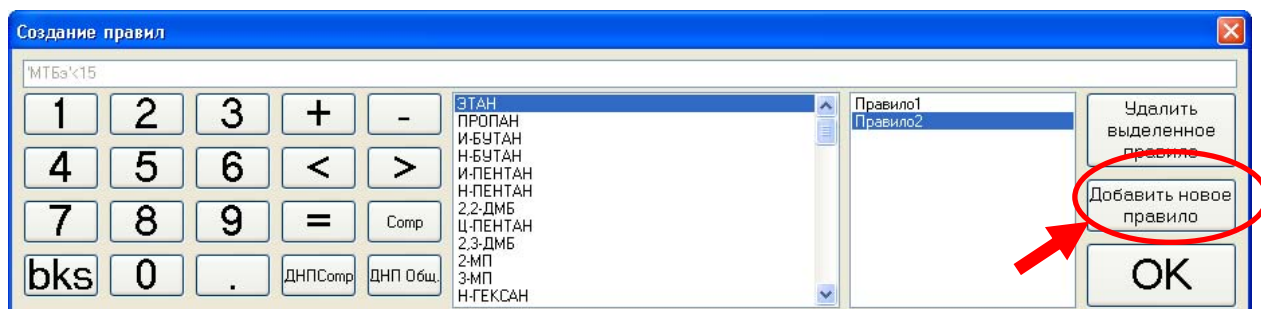 Создание правил
'МТБэ'<15
1 2 3 + -
4 5 6 < >
7 8 9 = Comp
bks 0 . ДНПComp ДНП Общ.
ЭТАН
ПРОПАН
И-БУТАН
Н-БУТАН
И-ПЕНТАН
Н-ПЕНТАН
2,2-ДМБ
Ц-ПЕНТАН
2,3-ДМБ
2-МП
3-МП
Н-ГЕКСАН
Правило1
Правило2
Удалить
выделенное
правило
Добавить новое
правило
OK